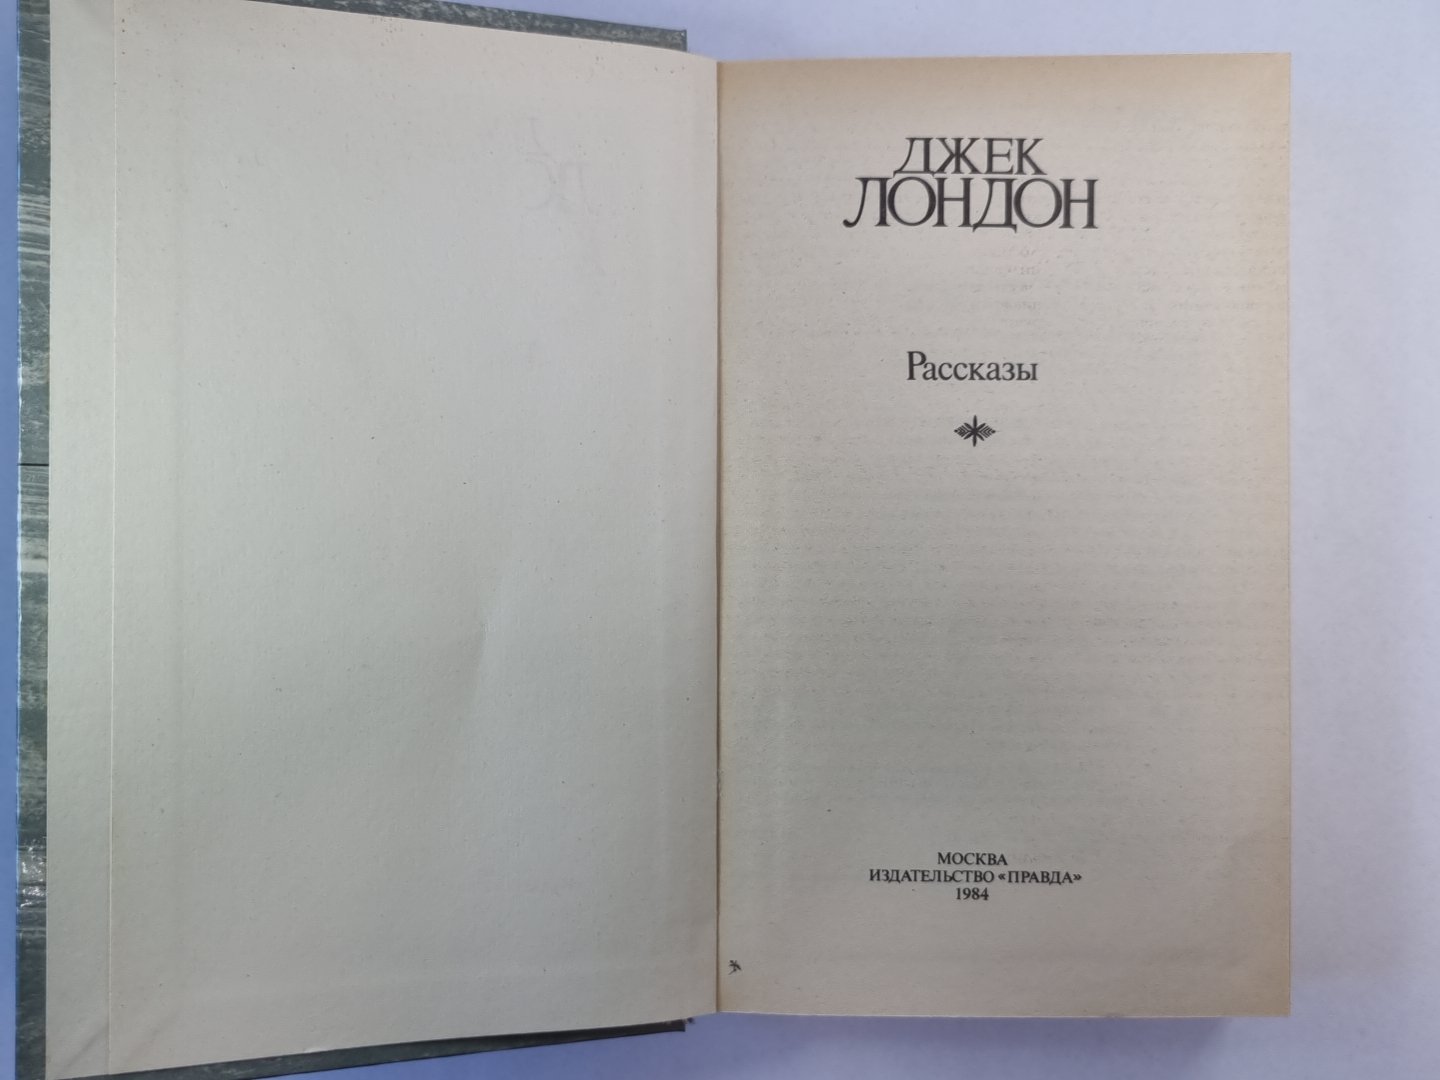 ДЖЕК
ЛОНДОН
Рассказы
МОСКВА
ИЗДАТЕЛЬСТВО «ПРАВДА»
1984